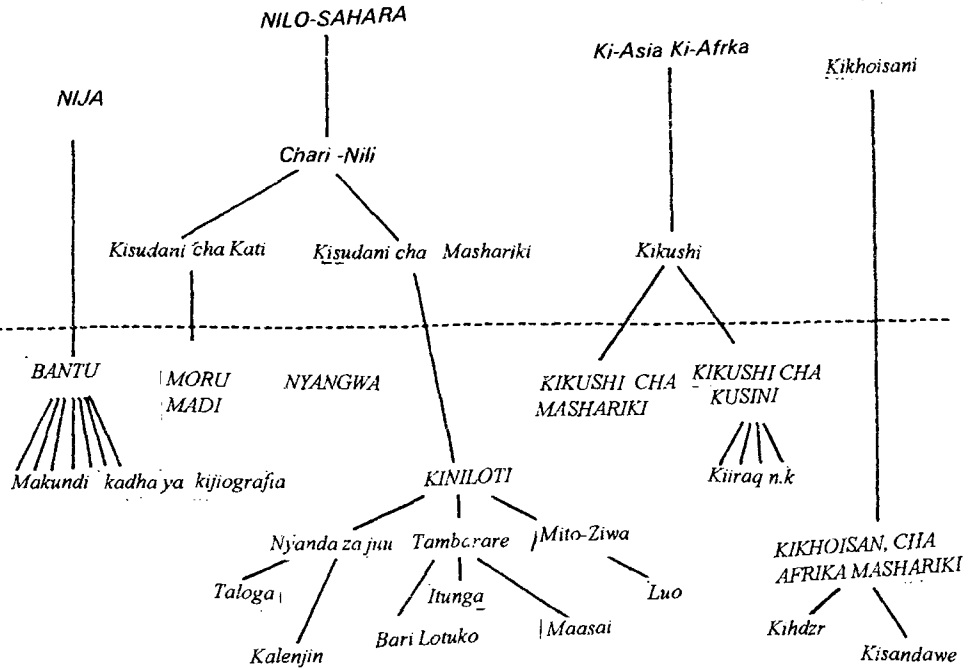 NILO-SAHARA
Ki-Asia Ki-Afrka
Kikhoisani
NIJA
Chari -Nili
Kisudani cha Kati
Kisudani cha Mashariki
Kikushi
BANTU
MORU
MADI
NYANGWA
KIKUSHI CHA
MASHARIKI
KIKUSHI CHA
KUSINI
Makundi kadha ya kijiografia
KINILOTI
Kiiraq n.k
Nyanda za juu
Tambarare
Mito-Ziwa
KIKHOISAN, CHA
AFRIKA MASHARIKI
Taloga
Itunga
Luo
Bari Lotuko
Maasai
Kalenjin
Kihdzr
Kisandawe